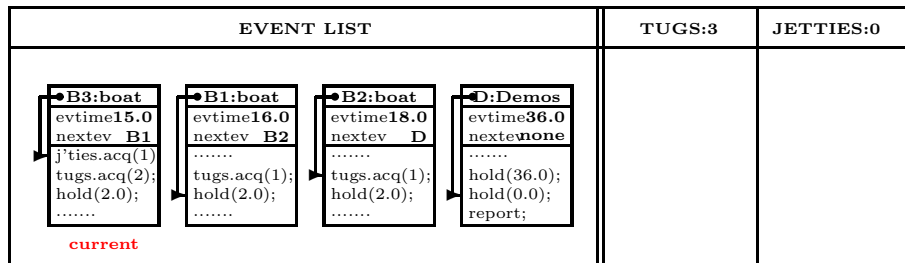 EVENT LIST TUGS:3 JETTIES:0
B3:boat B1:boat B2:boat D:Demos
evtime15.0 evtime16.0 evtime18.0 evtime36.0
nextev B1 nextev B2 nextev D nextevnone
j'ties.acq(1) ....... ....... .......
tugs.acq(2); tugs.acq(1); tugs.acq(1); hold(36.0);
hold(2.0); hold(2.0); hold(2.0); hold(0.0);
....... ....... ....... report;
current